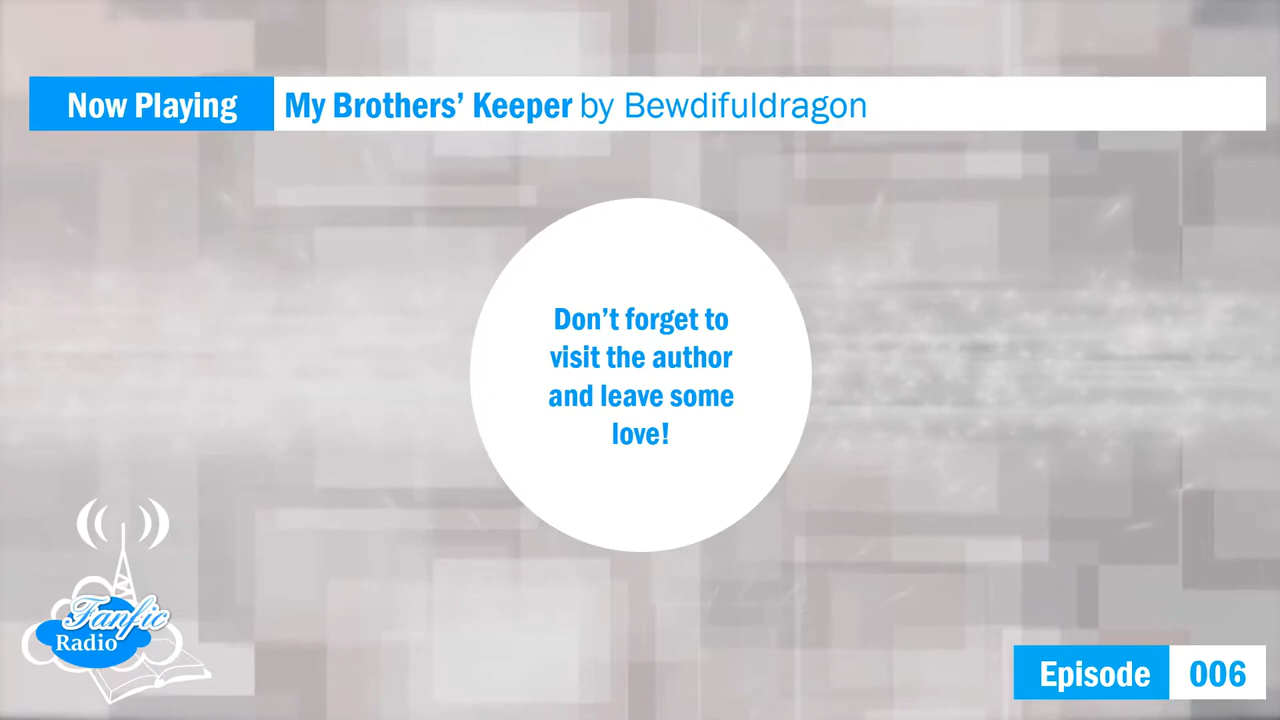 Now Playing My Brothers’ Keeper by Bewdifuldragon
Don’t forget to
visit the author
and leave some
love!
Fanfic
Radio
Episode 006